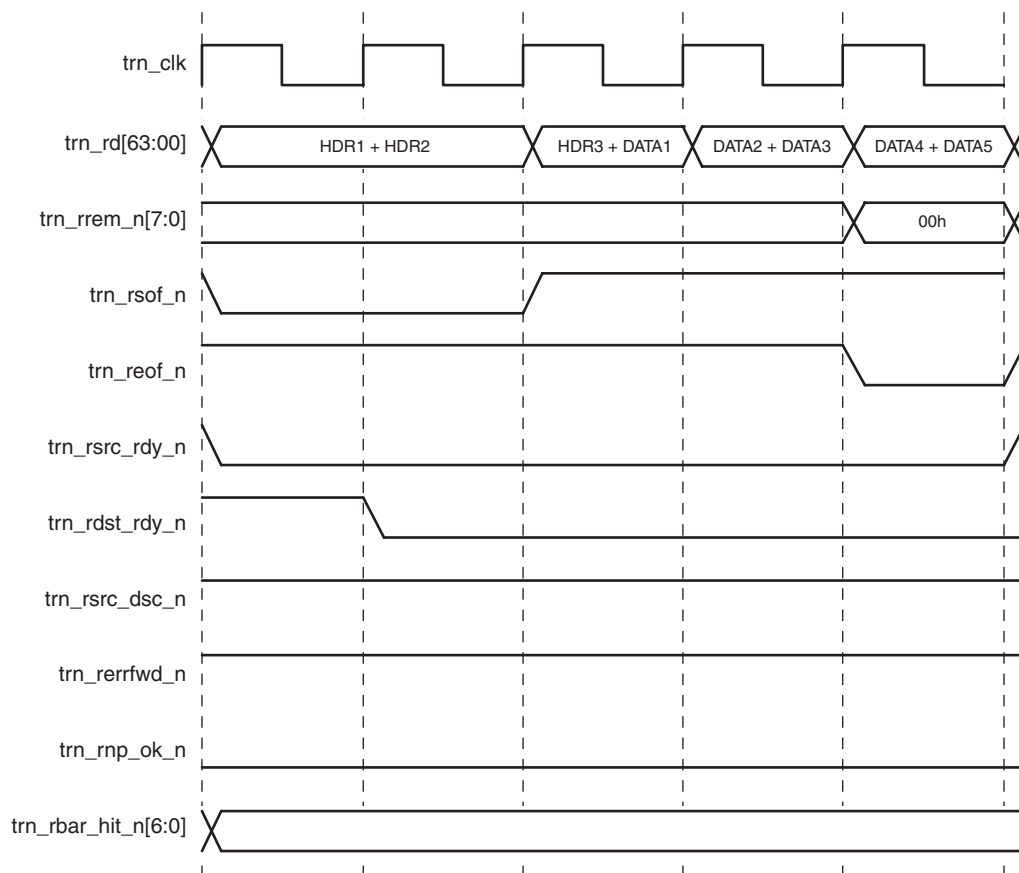 trn_clk
trn_rd[63:00]
HDR1 + HDR2
HDR3 + DATA1
DATA2 + DATA3
DATA4 + DATA5
trn_rrem_n[7:0]
00h
trn_rsof_n
trn_reof_n
trn_rsrc_rdy_n
trn_rdst_rdy_n
trn_rsrc_dsc_n
trn_rerrfwd_n
trn_rnp_ok_n
trn_rbar_hit_n[6:0]